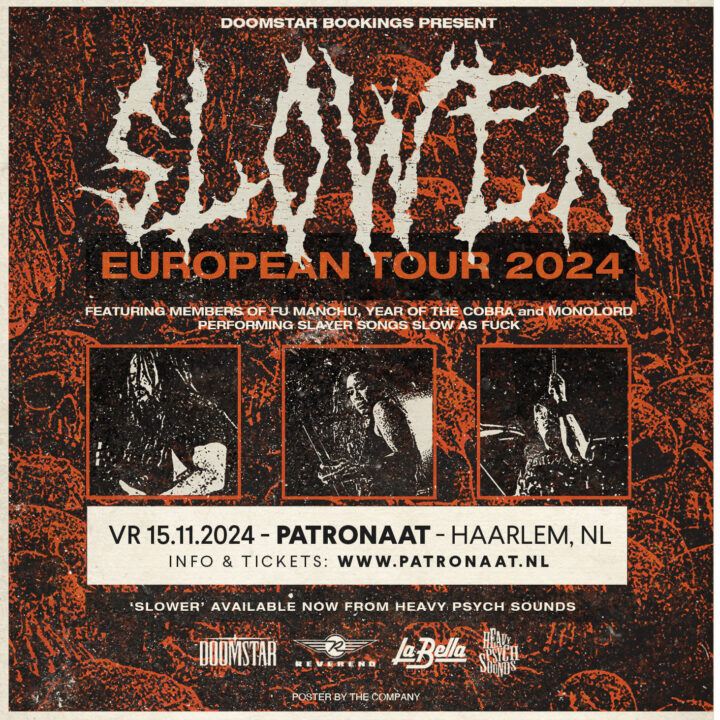 DOOMSTAR BOOKINGS PRESENT
SLOWER
EUROPEAN TOUR 2024
FEATURING MEMBERS OF FU MANCHU, YEAR OF THE COBRA and MONOLORD
PERFORMING SLAYER SONGS SLOW AS FUCK
VR 15.11.2024 - PATRONAAT - HAARLEM, NL
INFO & TICKETS: WWW.PATRONAAT.NL
'SLOWER' AVAILABLE NOW FROM HEAVY PSYCH SOUNDS
DOOMSTAR
R
REVEREND
La Bella
HEAVY
PSYCH
SOUNDS
POSTER BY THE COMPANY